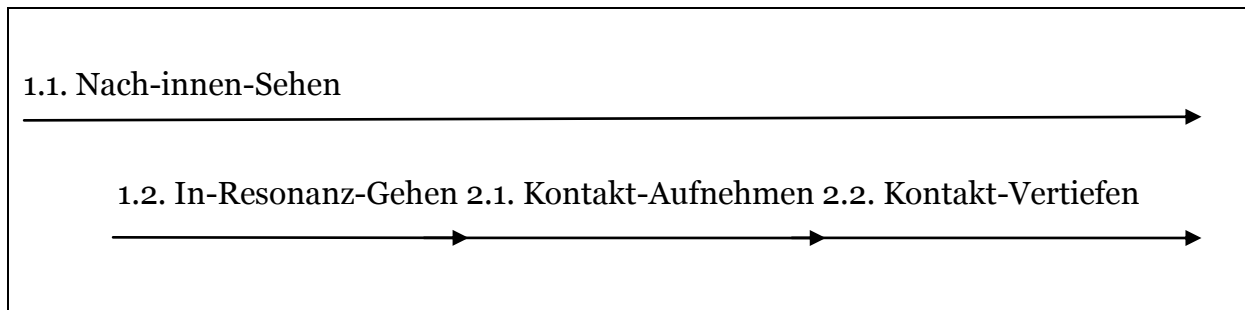 1.1. Nach-innen-Sehen
1.2. In-Resonanz-Gehen 2.1. Kontakt-Aufnehmen 2.2. Kontakt-Vertiefen